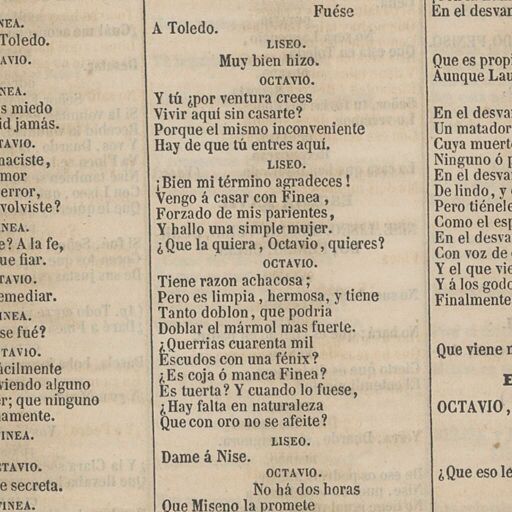 NEA.
Toledo.
AVIO.
NEA.
s miedo
id jamás.
TAVIO.
naciste,
mor
error,
volviste?
NEA.
e? A la fe,
ue fiar.
TAVIO.
emediar.
INEA.
se fué?
TAVIO.
ácilmente
viendo alguno
er; que ninguno
namente.
INEA.
CTAVIO.
e secreta.
INEA.
Fuése
A Toledo.
LISEO.
Muy bien hizo.
OCTAVIO.
Y tú ¿por ventura crees
Vivir aquí sin casarte?
Porque el mismo inconveniente
Hay de que tú entres aquí.
LISEO.
¡Bien mi término agradeces!
Vengo á casar con Finea,
Forzado de mis parientes,
Y hallo una simple mujer.
¿Que la quiera, Octavio, quieres?
OCTAVIO.
Tiene razon achacosa;
Pero es limpia, hermosa, y tiene
Tanto doblon, que podria
Doblar el mármol mas fuerte.
¿Querrias cuarenta mil
Escudos con una fénix?
¿Es coja ó manca Finea?
¿Es tuerta? Y cuando lo fuese,
¿Hay falta en naturaleza
Que con oro no se afeite?
LISEO.
Dame á Nise.
OCTAVIO.
No há dos horas
Que Miseno la promete
En el desvan
Que es propi
Aunque Lau
En el desva
Un matador
Cuya muert
Ninguno ó p
En el desva
De lindo, y
Pero tiénele
Como el esp
En el desva
Con voz de
Y el que vie
Y á los godo
Finalmente
Que viene n
E
OCTAVIO,
¿Que eso le